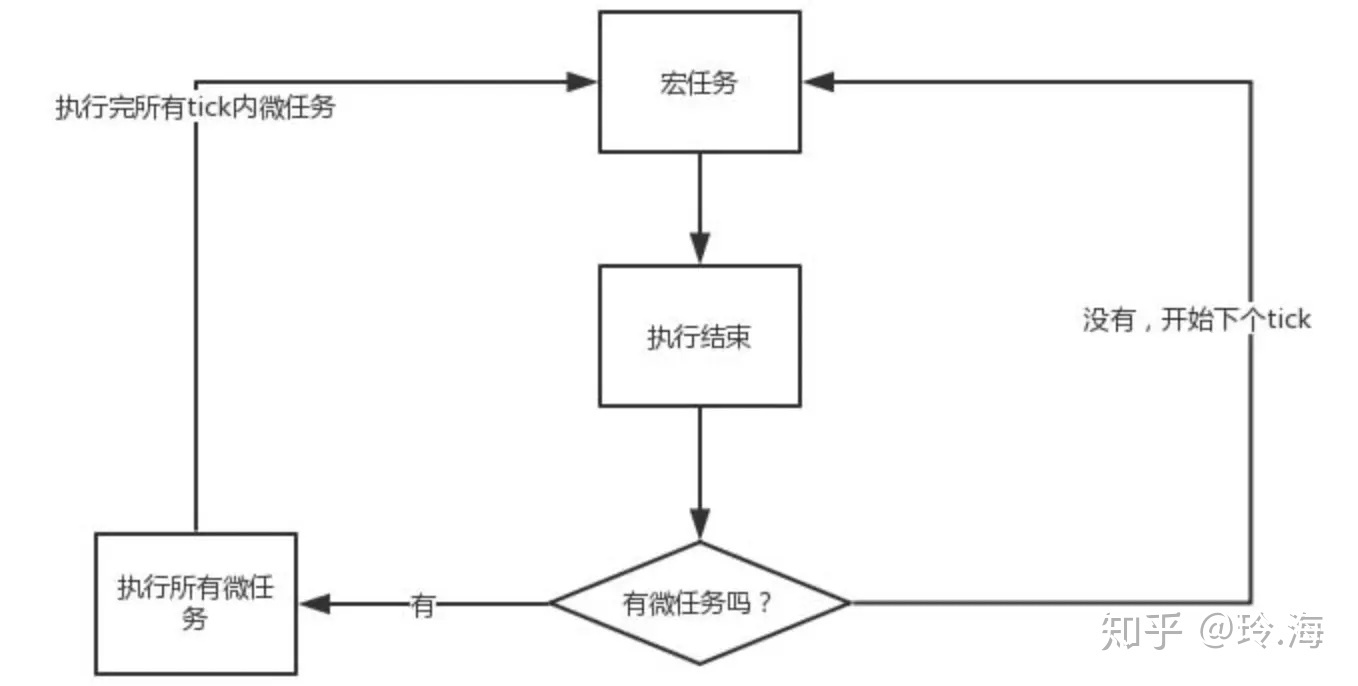 宏任务
执行完所有tick内微任务
执行结束
没有，开始下个tick
执行所有微任
务
有
有微任务吗？
知乎 @玲.海